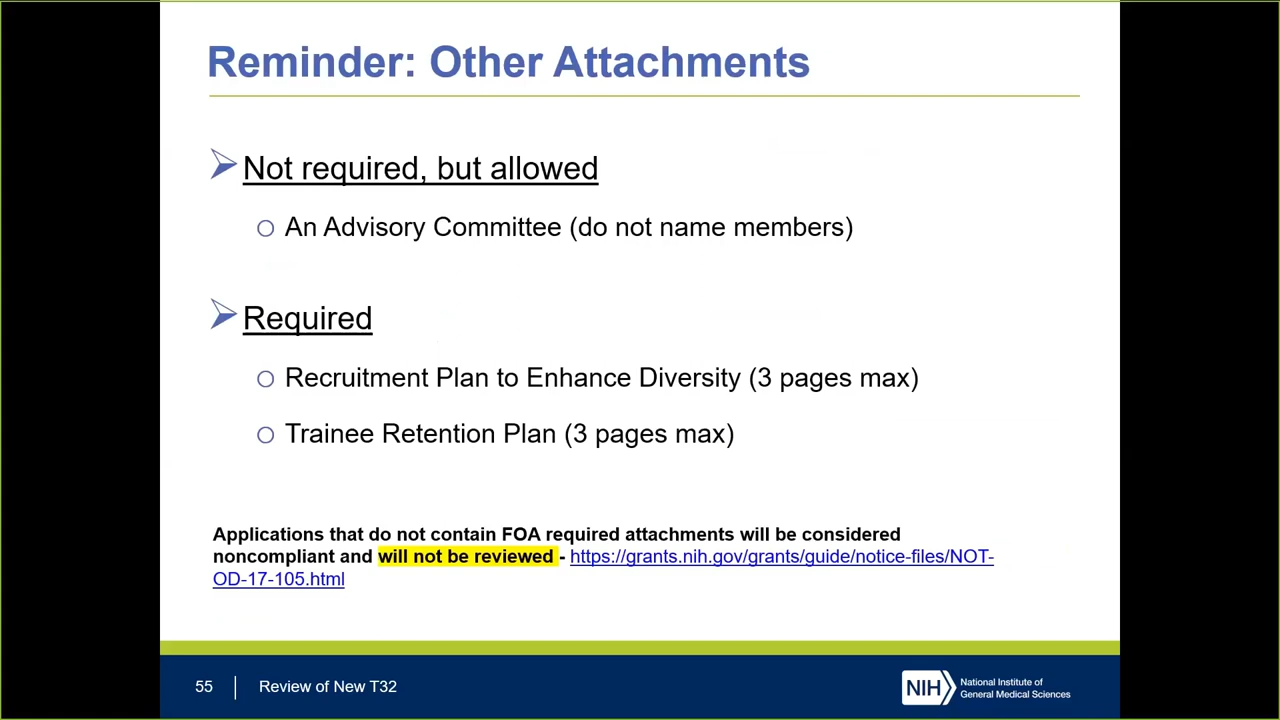 Reminder: Other Attachments
Not required, but allowed
An Advisory Committee (do not name members)
Required
Recruitment Plan to Enhance Diversity (3 pages max)
Trainee Retention Plan (3 pages max)
Applications that do not contain FOA required attachments will be considered
noncompliant and will not be reviewed - https://grants.nih.gov/grants/guide/notice-files/NOT-
OD-17-105.html
55 Review of New T32
NIH National Institute of
General Medical Sciences